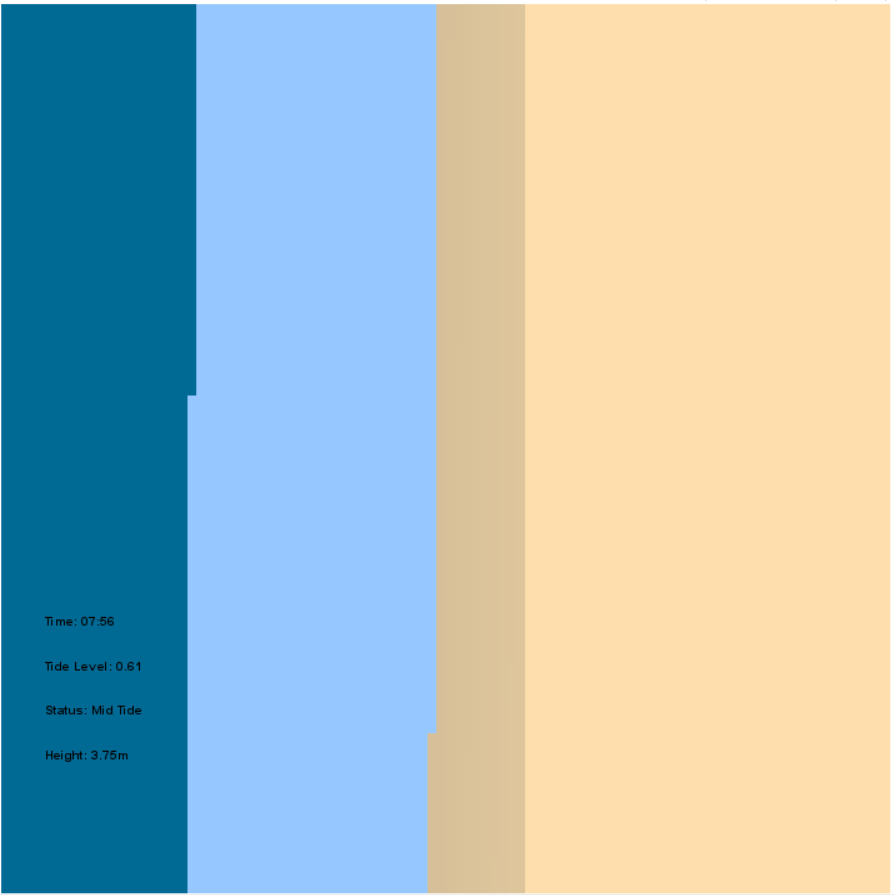 Time: 07:56
Tide Level: 0.61
Status: Mid Tide
Height: 3.75m